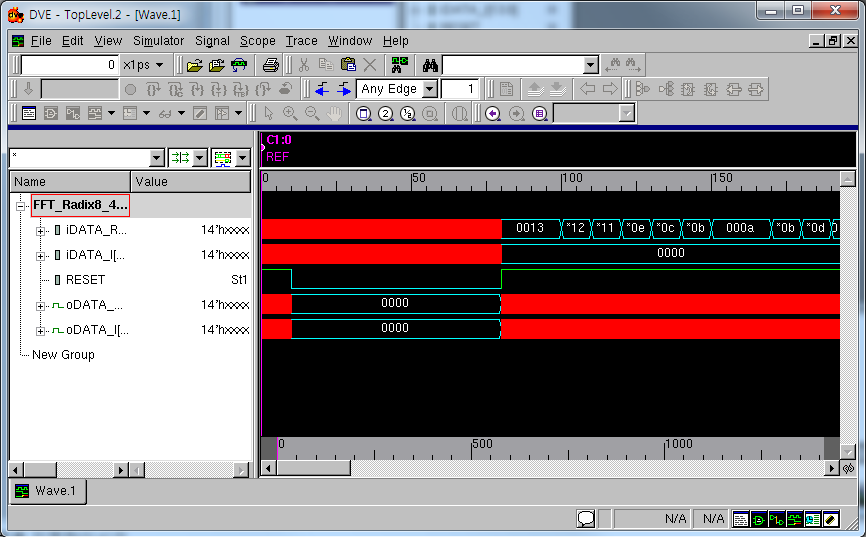 DVE - TopLevel.2 - [Wave.1]
File Edit View Simulator Signal Scope Trace Window Help
0 x1ps
Any Edge 1
*
C1:0
REF
Name Value
0 50 100 150
FFT_Radix8_4...
iDATA_R... 14'hxxxx 0013 *12 *11 *0e *0c *0b 000a *0b *0d
iDATA_I[... 14'hxxxx 0000
RESET St1
oDATA_... 14'hxxxx 0000
oDATA_I[... 14'hxxxx 0000
New Group
0 500 1000
Wave.1
N/A N/A